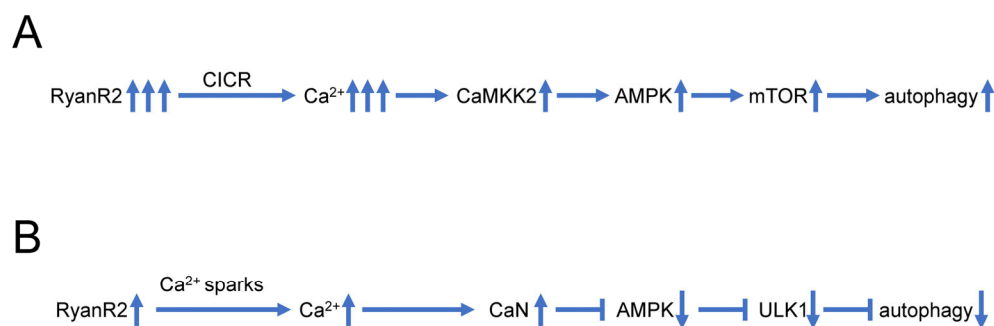 A
CICR
RyanR2 Ca²⁺ CaMKK2 AMPK mTOR autophagy
B
Ca²⁺ sparks
RyanR2 Ca²⁺ CaN AMPK ULK1 autophagy